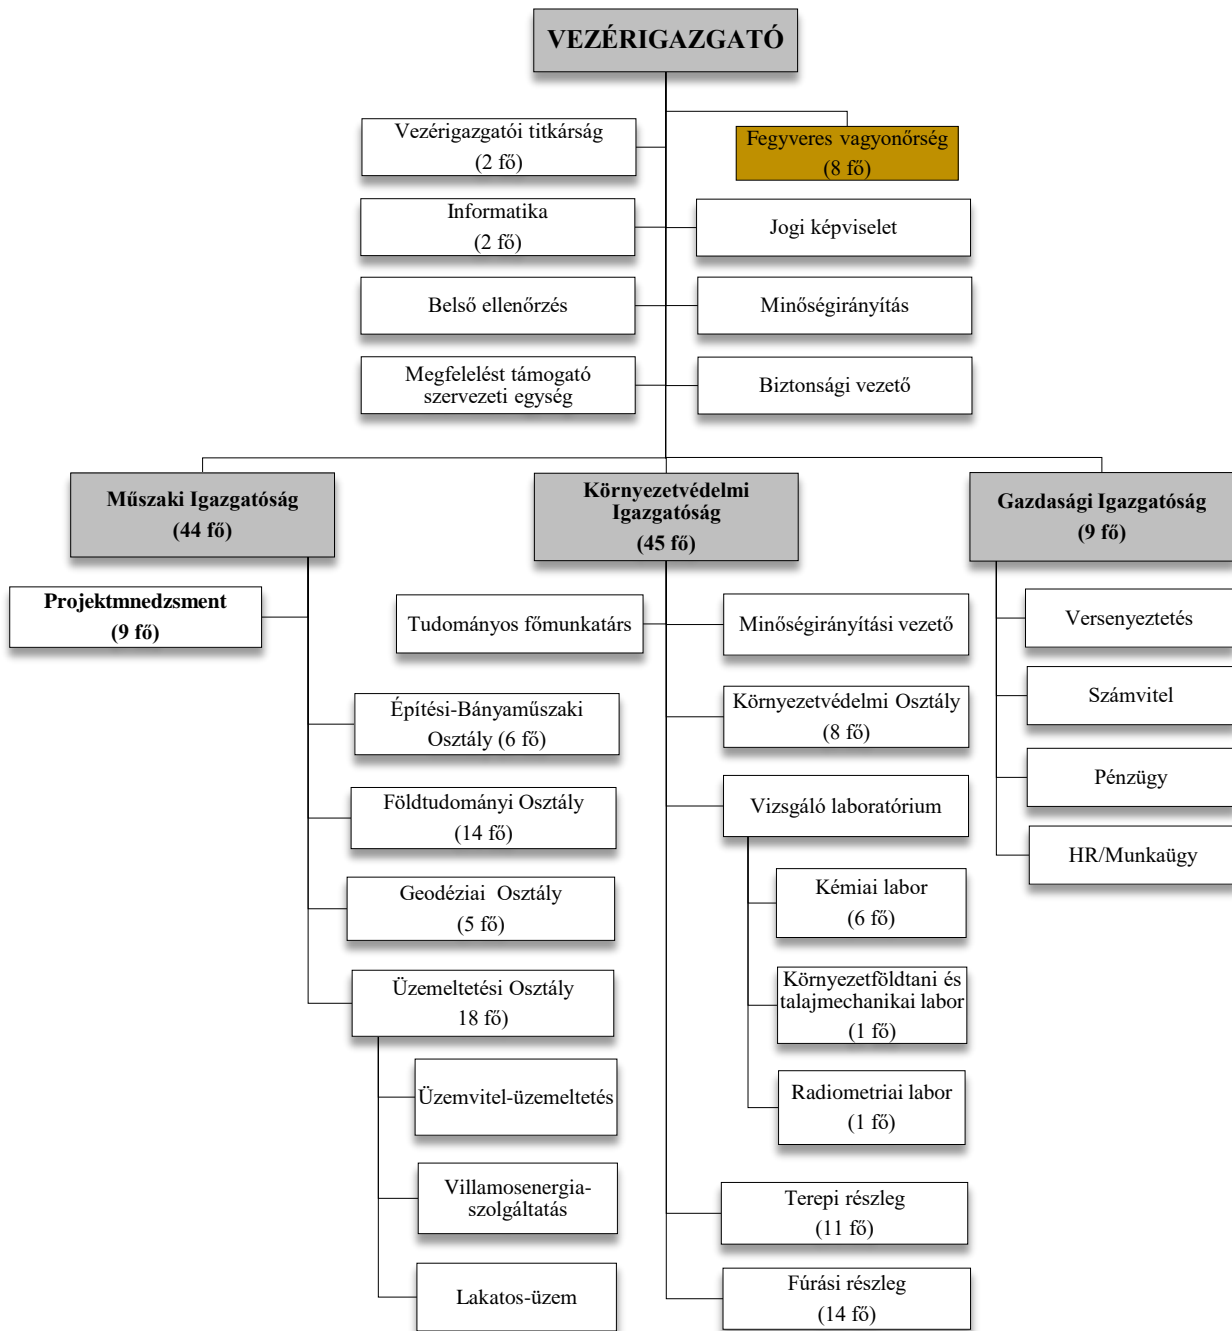 VEZÉRIGAZGATÓ
Vezérigazgatói titkárság
(2 fő)
Fegyveres vagyonőrség
(8 fő)
Informatika
(2 fő)
Jogi képviselet
Belső ellenőrzés
Minőségirányítás
Megfelelést támogató
szervezeti egység
Biztonsági vezető
Műszaki Igazgatóság
(44 fő)
Környezetvédelmi
Igazgatóság
(45 fő)
Gazdasági Igazgatóság
(9 fő)
Projektmnedzsment
(9 fő)
Építési-Bányaműszaki
Osztály (6 fő)
Földtudományi Osztály
(14 fő)
Geodéziai Osztály
(5 fő)
Üzemeltetési Osztály
18 fő)
Üzemvitel-üzemeltetés
Villamosenergia-
szolgáltatás
Lakatos-üzem
Tudományos főmunkatárs
Minőségirányítási vezető
Környezetvédelmi Osztály
(8 fő)
Vizsgáló laboratórium
Kémiai labor
(6 fő)
Környezetföldtani és
talajmechanikai labor
(1 fő)
Radiometriai labor
(1 fő)
Terepi részleg
(11 fő)
Fúrási részleg
(14 fő)
Versenyeztetés
Számvitel
Pénzügy
HR/Munkaügy